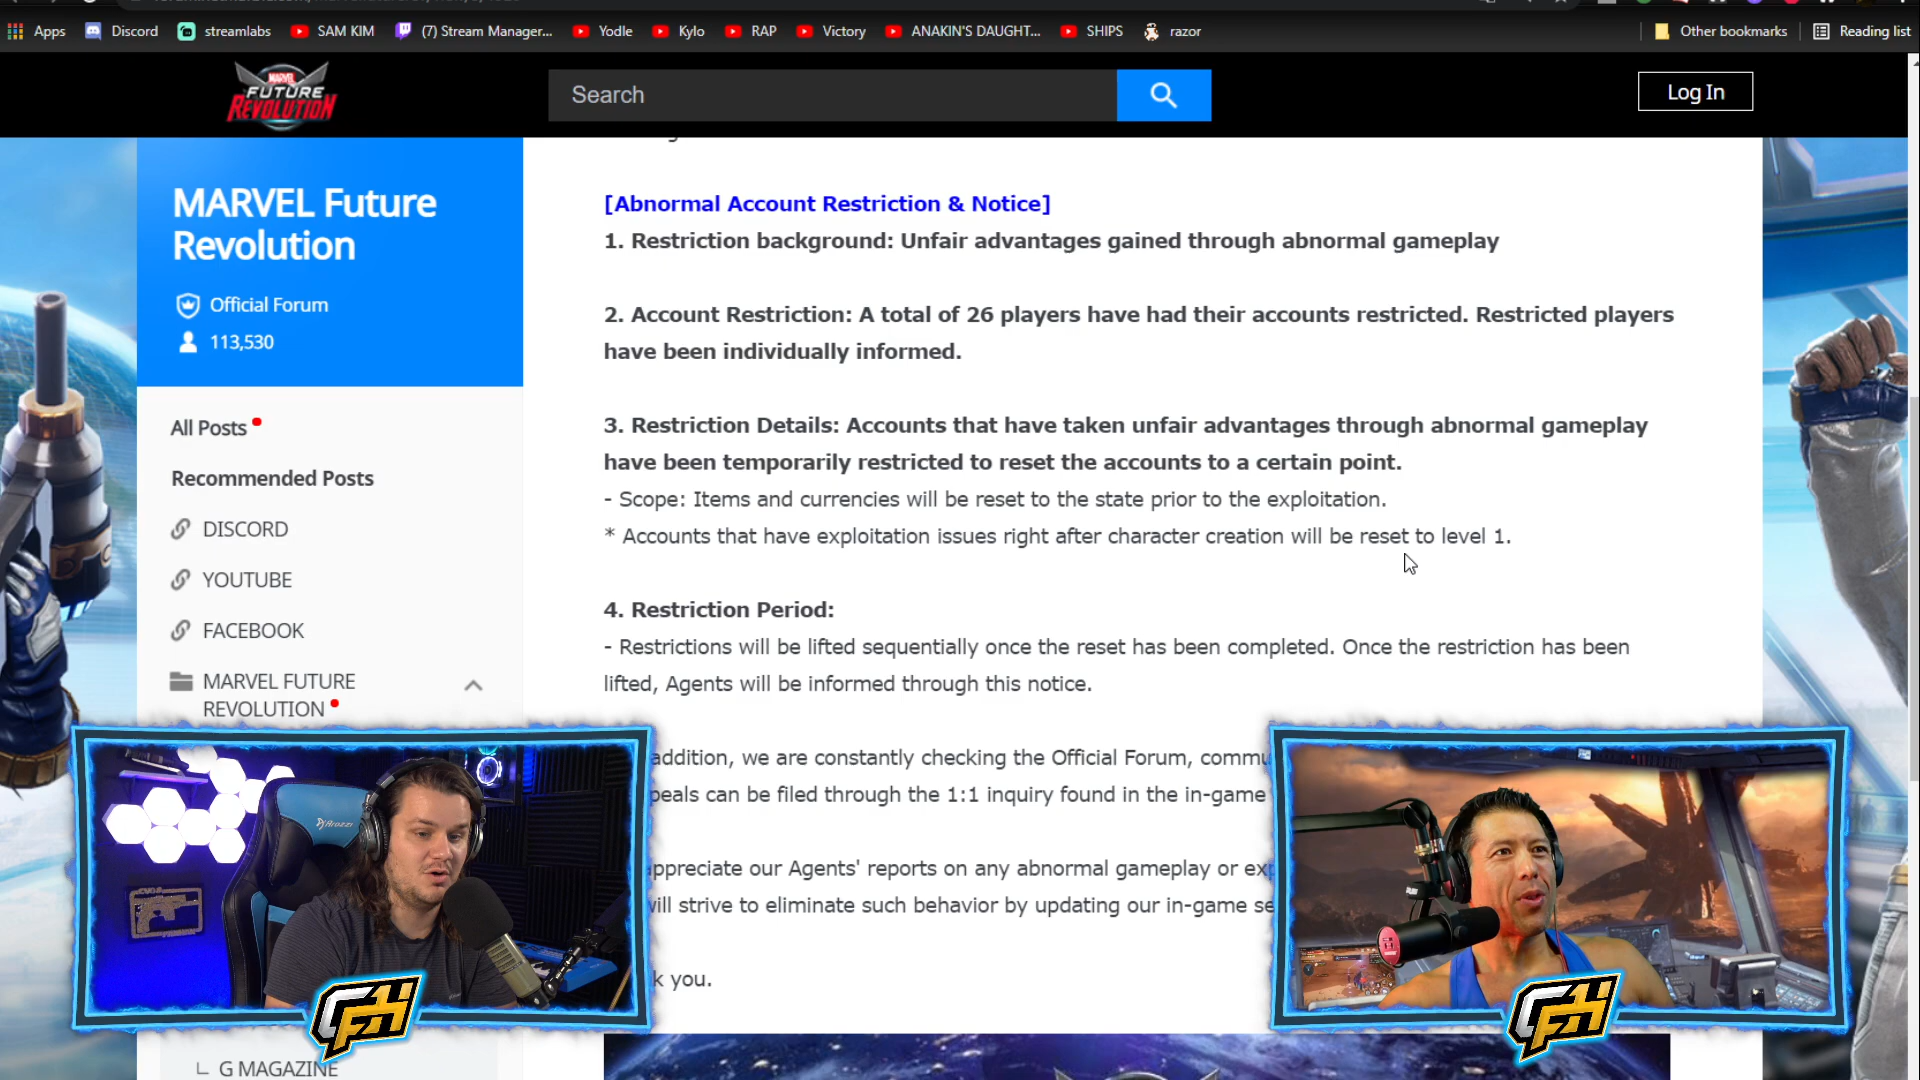 Apps
Discord
streamlabs
SAM KIM
(7) Stream Manager...
Yodle
Kylo
RAP
Victory
ANAKIN'S DAUGHT...
SHIPS
razor
Other bookmarks
Reading list
MARVEL
FUTURE
REVOLUTION
Search
Log In
MARVEL Future
Revolution
Official Forum
113,530
All Posts
Recommended Posts
DISCORD
YOUTUBE
FACEBOOK
MARVEL FUTURE
REVOLUTION
G MAGAZINE
[Abnormal Account Restriction & Notice]
1. Restriction background: Unfair advantages gained through abnormal gameplay
2. Account Restriction: A total of 26 players have had their accounts restricted. Restricted players
have been individually informed.
3. Restriction Details: Accounts that have taken unfair advantages through abnormal gameplay
have been temporarily restricted to reset the accounts to a certain point.
- Scope: Items and currencies will be reset to the state prior to the exploitation.
* Accounts that have exploitation issues right after character creation will be reset to level 1.
4. Restriction Period:
- Restrictions will be lifted sequentially once the reset has been completed. Once the restriction has been
lifted, Agents will be informed through this notice.
addition, we are constantly checking the Official Forum, commu
peals can be filed through the 1:1 inquiry found in the in-game
ppreciate our Agents' reports on any abnormal gameplay or exp
will strive to eliminate such behavior by updating our in-game se
k you.
AROZZI
GFH
GFH